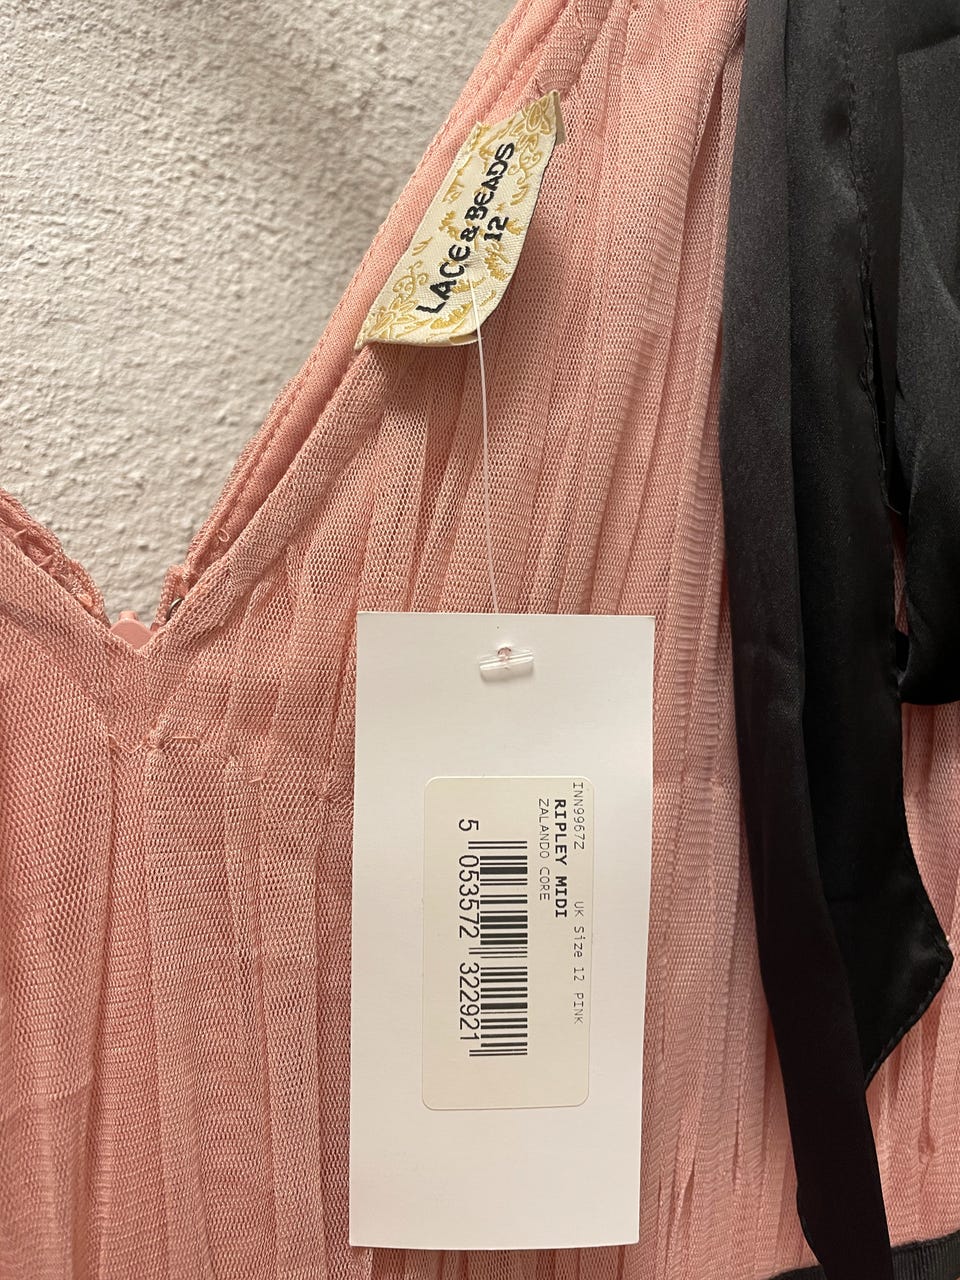 LACE & BEADS
12
INN9967Z UK Size 12 PINK
RIPLEY MIDI
ZALANDO CORE
5 053572 322921